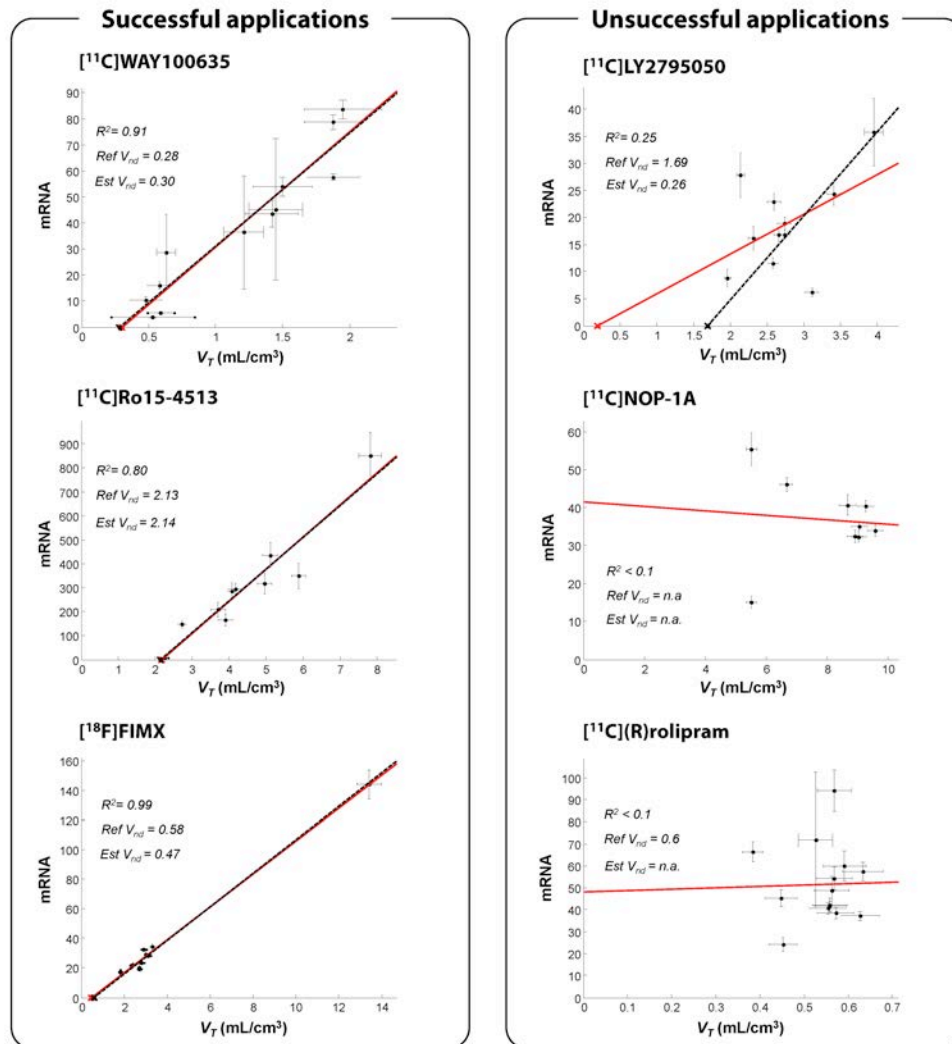 Successful applications
[¹¹C]WAY100635
90
80
70
60
50
40
30
20
10
0
mRNA
R²= 0.91
Ref Vnd = 0.28
Est Vnd = 0.30
0.5
1
1.5
2
VT (mL/cm³)
[¹¹C]Ro15-4513
900
800
700
600
500
400
300
200
100
0
mRNA
R²= 0.80
Ref Vnd = 2.13
Est Vnd = 2.14
0
1
2
3
4
5
6
7
8
VT (mL/cm³)
[¹⁸F]FIMX
160
140
120
100
80
60
40
20
0
mRNA
R²= 0.99
Ref Vnd = 0.58
Est Vnd = 0.47
0
2
4
6
8
10
12
14
VT (mL/cm³)
Unsuccessful applications
[¹¹C]LY2795050
40
35
30
25
20
15
10
5
0
mRNA
R²= 0.25
Ref Vnd = 1.69
Est Vnd = 0.26
0
0.5
1
1.5
2
2.5
3
3.5
4
VT (mL/cm³)
[¹¹C]NOP-1A
60
50
40
30
20
10
0
mRNA
R² < 0.1
Ref Vnd = n.a
Est Vnd = n.a.
0
2
4
6
8
10
VT (mL/cm³)
[¹¹C](R)rolipram
100
90
80
70
60
50
40
30
20
10
0
mRNA
R² < 0.1
Ref Vnd = 0.6
Est Vnd = n.a.
0
0.1
0.2
0.3
0.4
0.5
0.6
0.7
VT (mL/cm³)